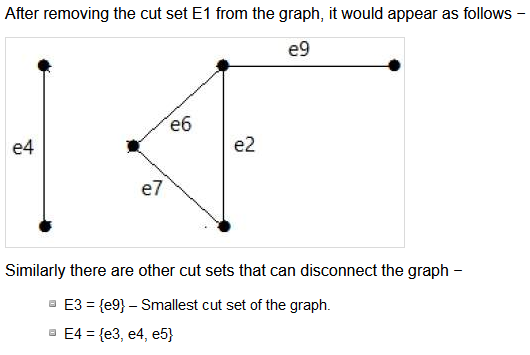 After removing the cut set E1 from the graph, it would appear as follows −
e9
e6
e4
e2
e7
Similarly there are other cut sets that can disconnect the graph −
E3 = {e9} – Smallest cut set of the graph.
E4 = {e3, e4, e5}